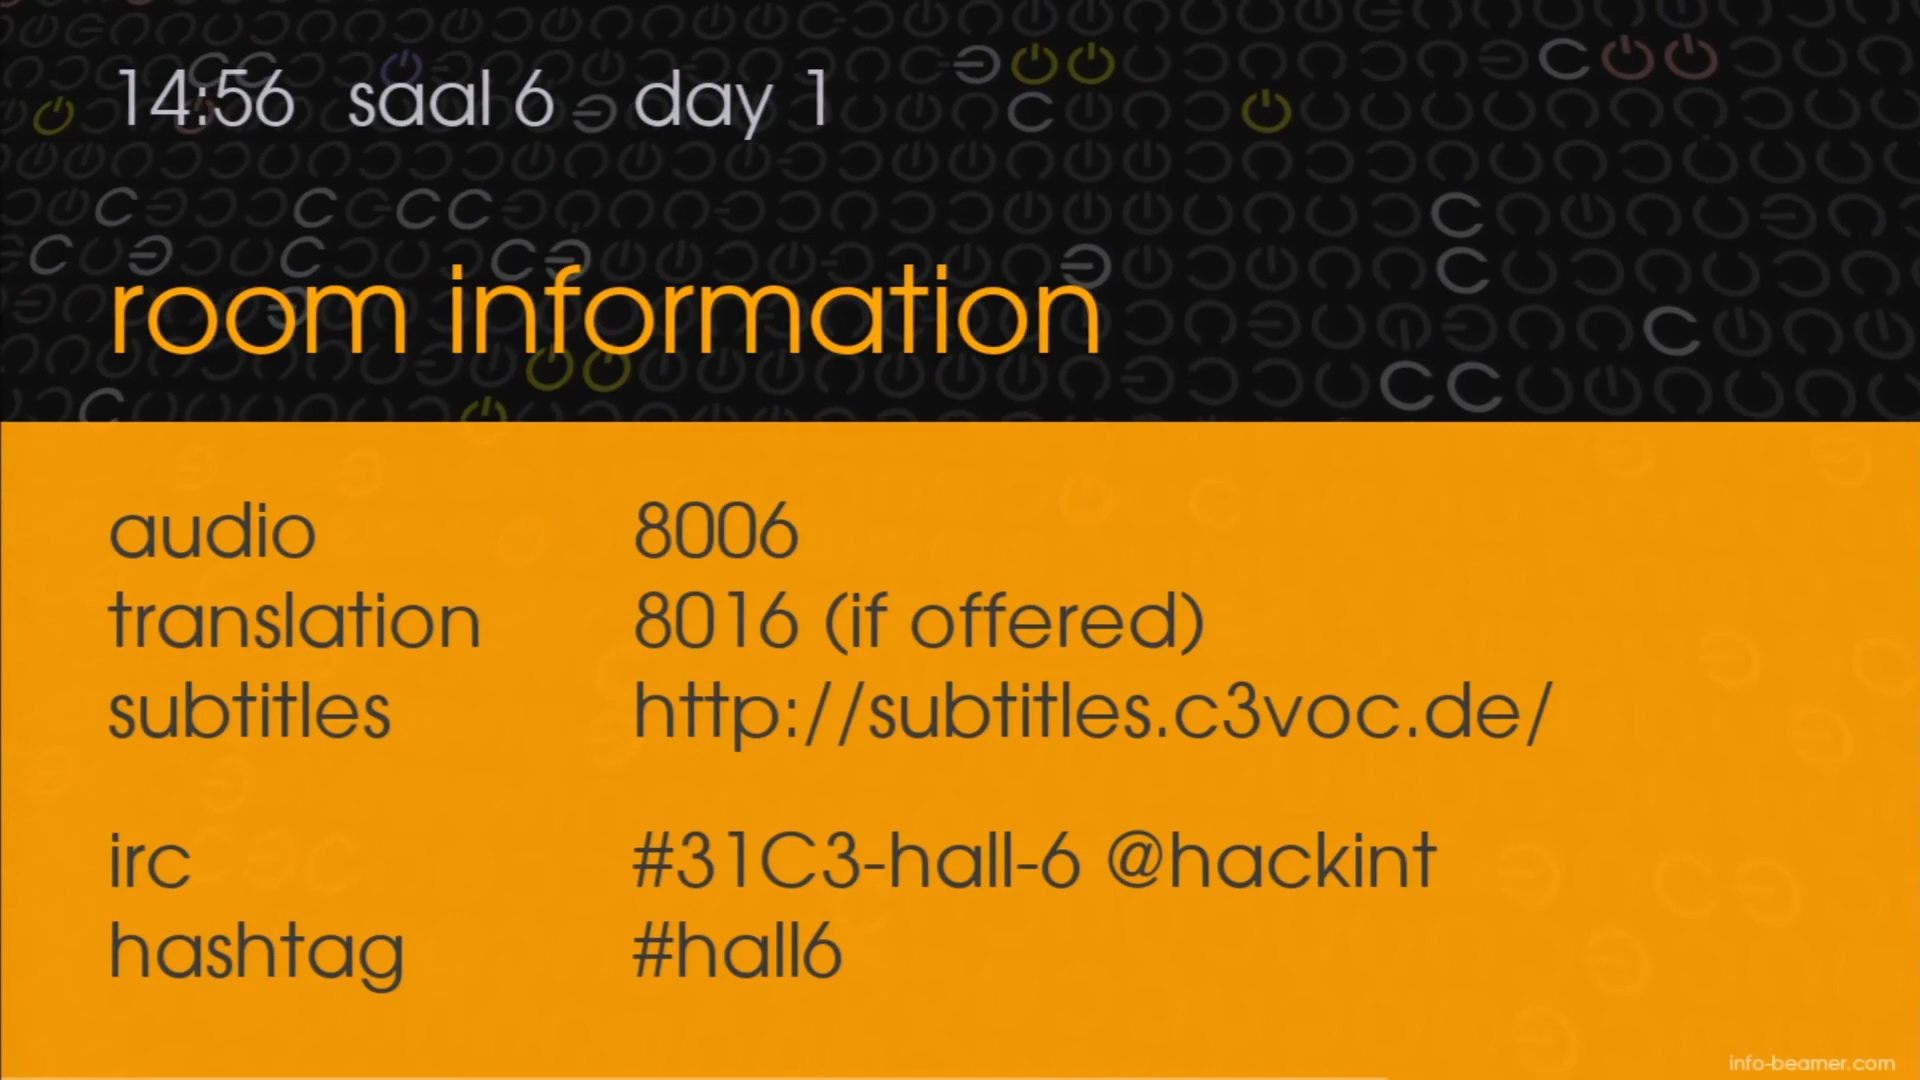 14:56 saal 6 day 1
room information
audio 8006
translation 8016 (if offered)
subtitles http://subtitles.c3voc.de/
irc #31C3-hall-6 @hackint
hashtag #hall6
info-beamer.com